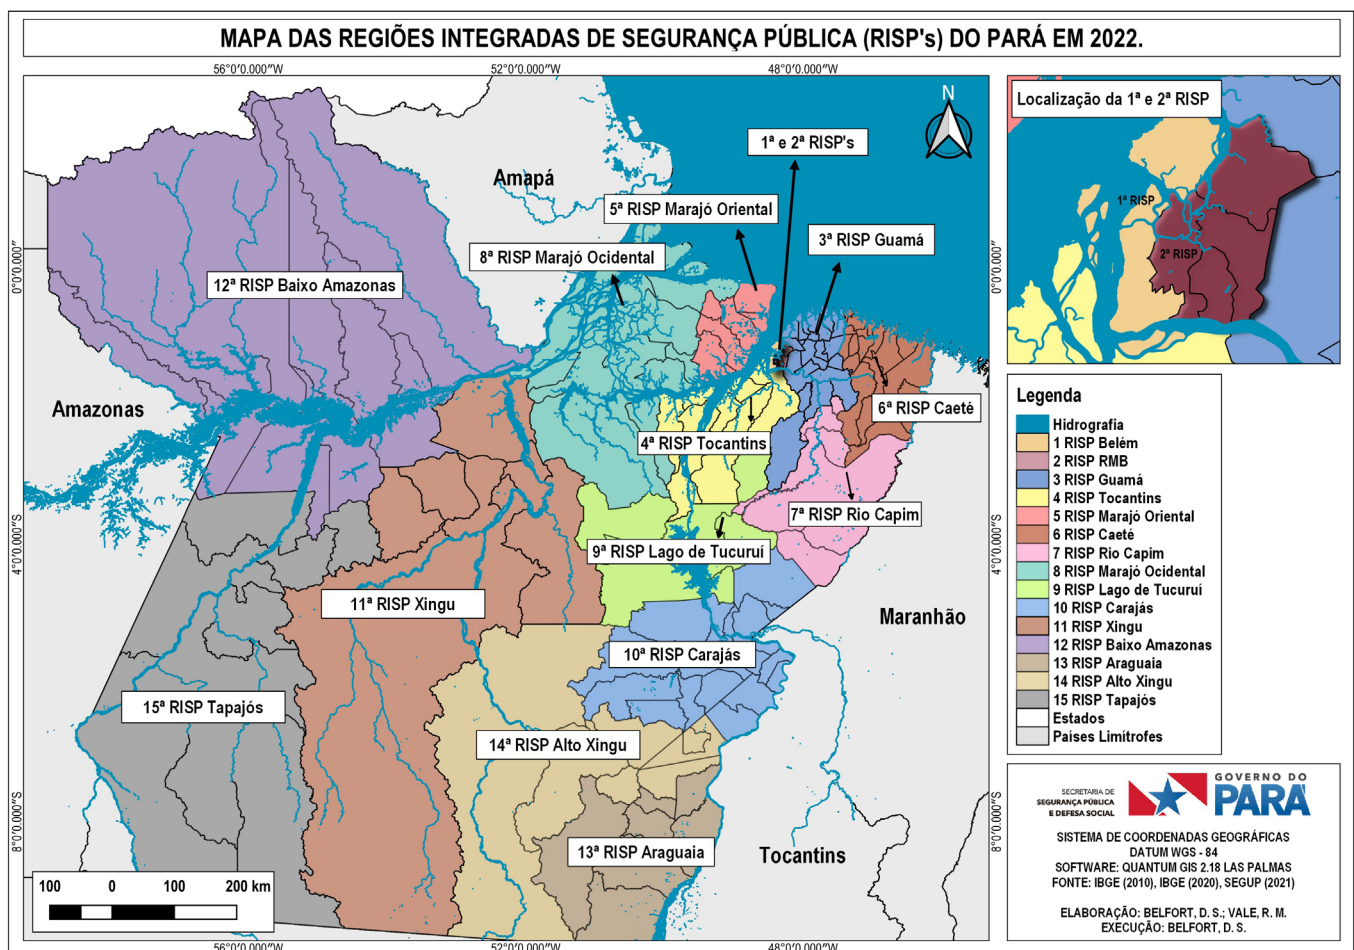 MAPA DAS REGIÕES INTEGRADAS DE SEGURANÇA PÚBLICA (RISP's) DO PARÁ EM 2022.
56°0'0.000"W
52°0'0.000"W
48°0'0.000"W
0°0'0.000"
4°0'0.000"S
8°0'0.000"S
N
1ª e 2ª RISP's
Amapá
5ª RISP Marajó Oriental
3ª RISP Guamá
8ª RISP Marajó Ocidental
12ª RISP Baixo Amazonas
Amazonas
6ª RISP Caeté
4ª RISP Tocantins
7ª RISP Rio Capim
9ª RISP Lago de Tucuruí
11ª RISP Xingu
Maranhão
10ª RISP Carajás
15ª RISP Tapajós
14ª RISP Alto Xingu
13ª RISP Araguaia
Tocantins
100 0 100 200 km
56°0'0.000"W
52°0'0.000"W
48°0'0.000"W
0°0'0.000"
4°0'0.000"S
8°0'0.000"S
Localização da 1ª e 2ª RISP
1ª RISP
2ª RISP
Legenda
Hidrografia
1 RISP Belém
2 RISP RMB
3 RISP Guamá
4 RISP Tocantins
5 RISP Marajó Oriental
6 RISP Caeté
7 RISP Rio Capim
8 RISP Marajó Ocidental
9 RISP Lago de Tucuruí
10 RISP Carajás
11 RISP Xingu
12 RISP Baixo Amazonas
13 RISP Araguaia
14 RISP Alto Xingu
15 RISP Tapajós
Estados
Países Limítrofes
SECRETARIA DE
SEGURANÇA PÚBLICA
E DEFESA SOCIAL
GOVERNO DO
PARÁ
SISTEMA DE COORDENADAS GEOGRÁFICAS
DATUM WGS - 84
SOFTWARE: QUANTUM GIS 2.18 LAS PALMAS
FONTE: IBGE (2010), IBGE (2020), SEGUP (2021)
ELABORAÇÃO: BELFORT, D. S.; VALE, R. M.
EXECUÇÃO: BELFORT, D. S.